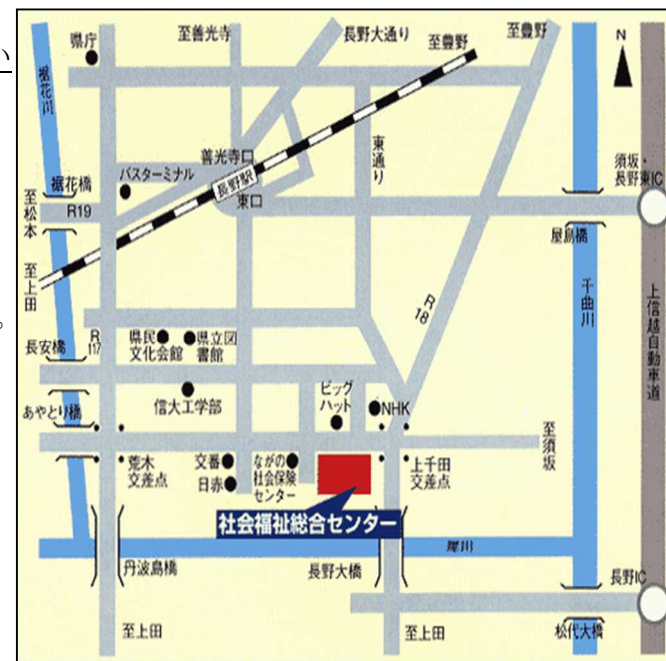 い
。
至善光寺
長野大通り
至豊野
至豊野
県庁
N
裾花川
善光寺口
東通り
須坂・
長野東IC
バスターミナル
長野駅
裾花橋
R19
東口
至松本
屋島橋
至上田
千曲川
上信越自動車道
R18
R117
長安橋
県民
文化会館
県立図
書館
ビッグ
ハット
NHK
信大工学部
あやとり橋
至須坂
荒木
交差点
交番
日赤
ながの
社会保険
センター
上千田
交差点
社会福祉総合センター
犀川
丹波島橋
長野大橋
長野IC
至上田
至上田
松代大橋